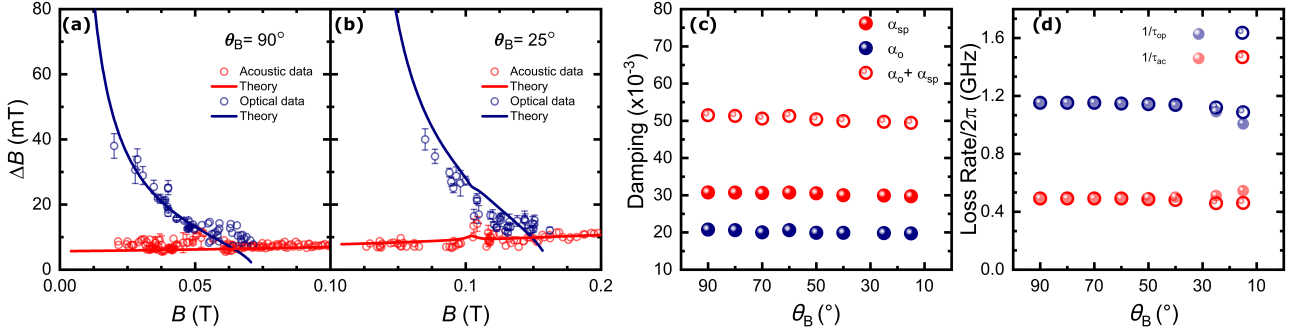 (a)
θB= 90°
Acoustic data
Theory
Optical data
Theory
80
60
40
20
0
ΔB (mT)
0.00
0.05
0.10
B (T)
(b)
θB= 25°
Acoustic data
Theory
Optical data
Theory
0.1
0.2
B (T)
(c)
αsp
αo
αo+ αsp
80
70
60
50
40
30
20
10
Damping (x10-3)
90
70
50
30
10
θB (°)
(d)
1/τop
1/τac
1.6
1.2
0.8
0.4
0.0
Loss Rate/2π (GHz)
90
70
50
30
10
θB (°)